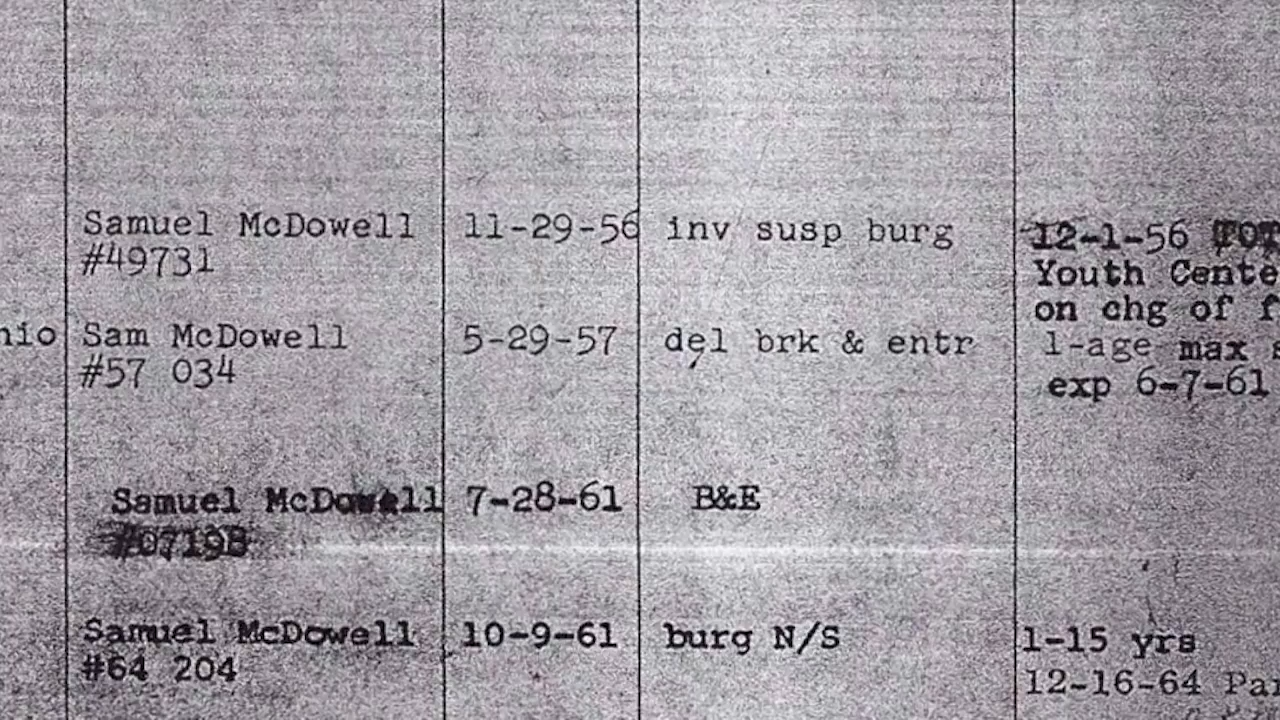 Samuel McDowell 11-29-56 inv susp burg 12-1-56
#49731 Youth Cente
on chg of f
nio Sam McDowell 5-29-57 del brk & entr 1-age max s
#57 034 exp 6-7-61
Samuel McDowell 7-28-61 B&E
#0719B
Samuel McDowell 10-9-61 burg N/S 1-15 yrs
#64 204 12-16-64 Par